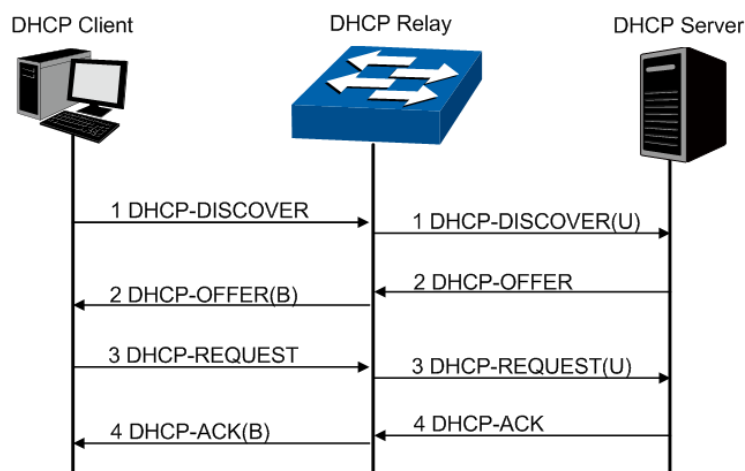 DHCP Client
DHCP Relay
DHCP Server
1 DHCP-DISCOVER
1 DHCP-DISCOVER(U)
2 DHCP-OFFER(B)
2 DHCP-OFFER
3 DHCP-REQUEST
3 DHCP-REQUEST(U)
4 DHCP-ACK(B)
4 DHCP-ACK